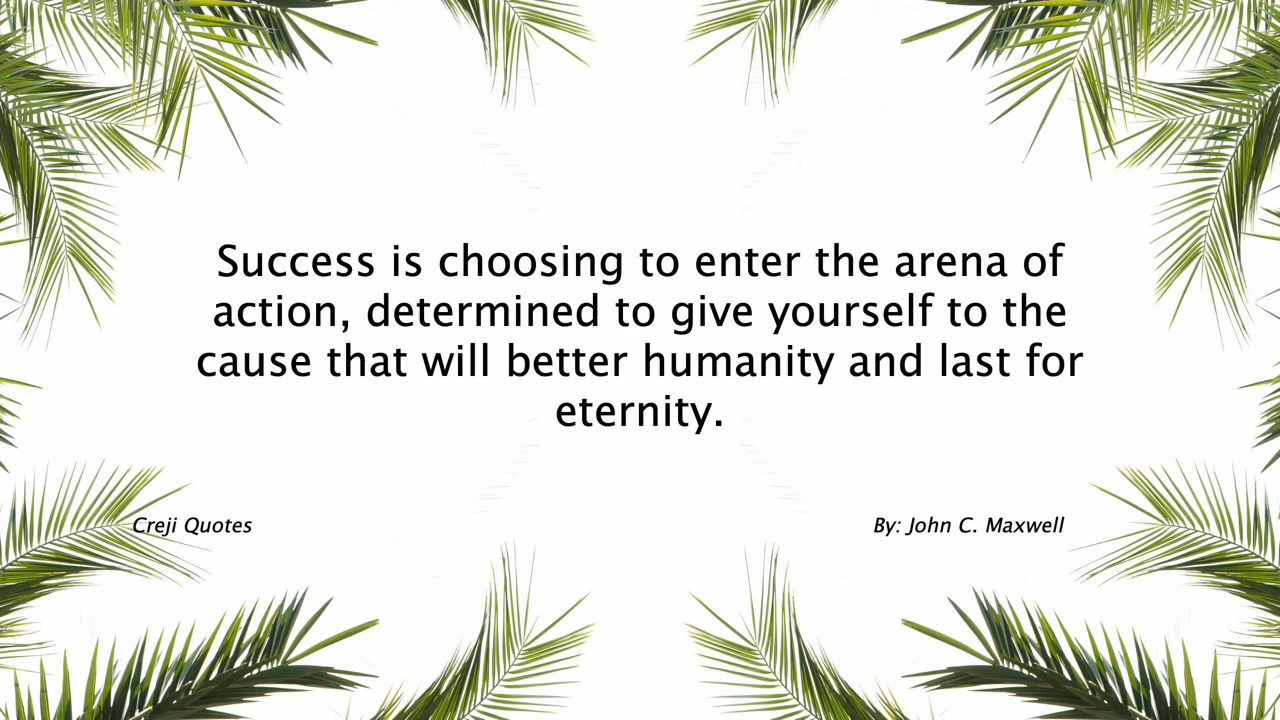 Success is choosing to enter the arena of
action, determined to give yourself to the
cause that will better humanity and last for
eternity.
Creji Quotes
By: John C. Maxwell